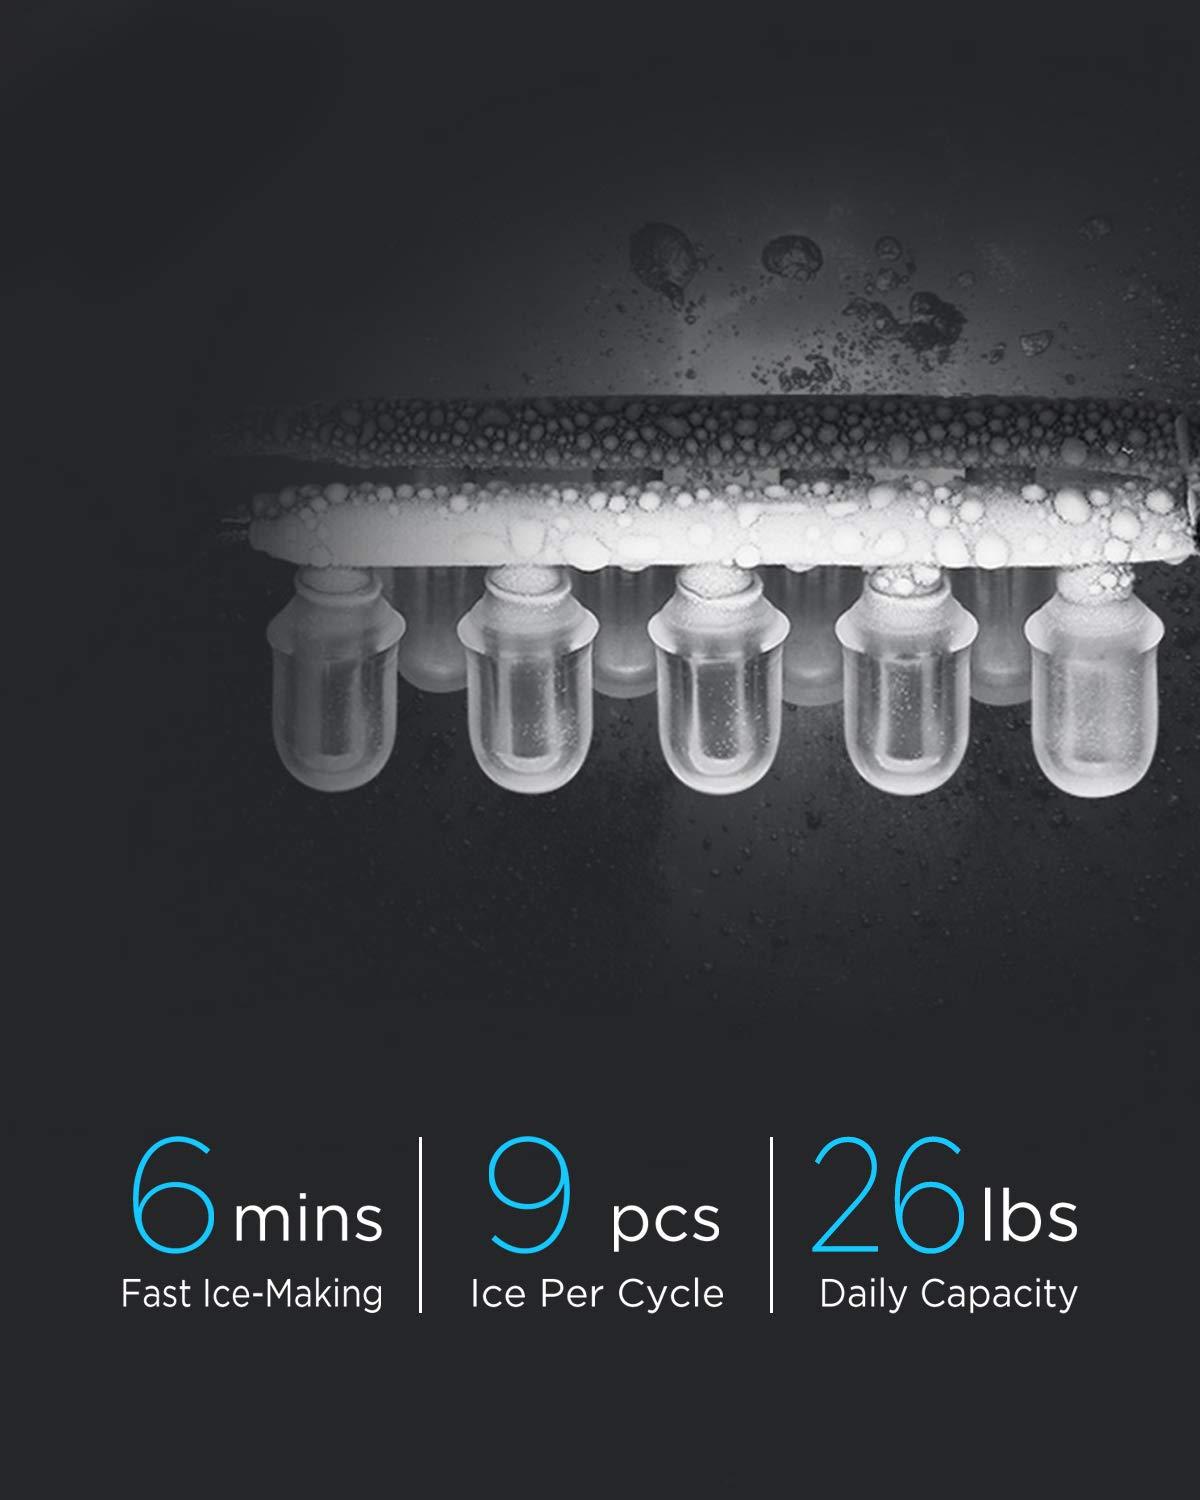 6 mins
Fast Ice-Making
9 pcs
Ice Per Cycle
26 lbs
Daily Capacity